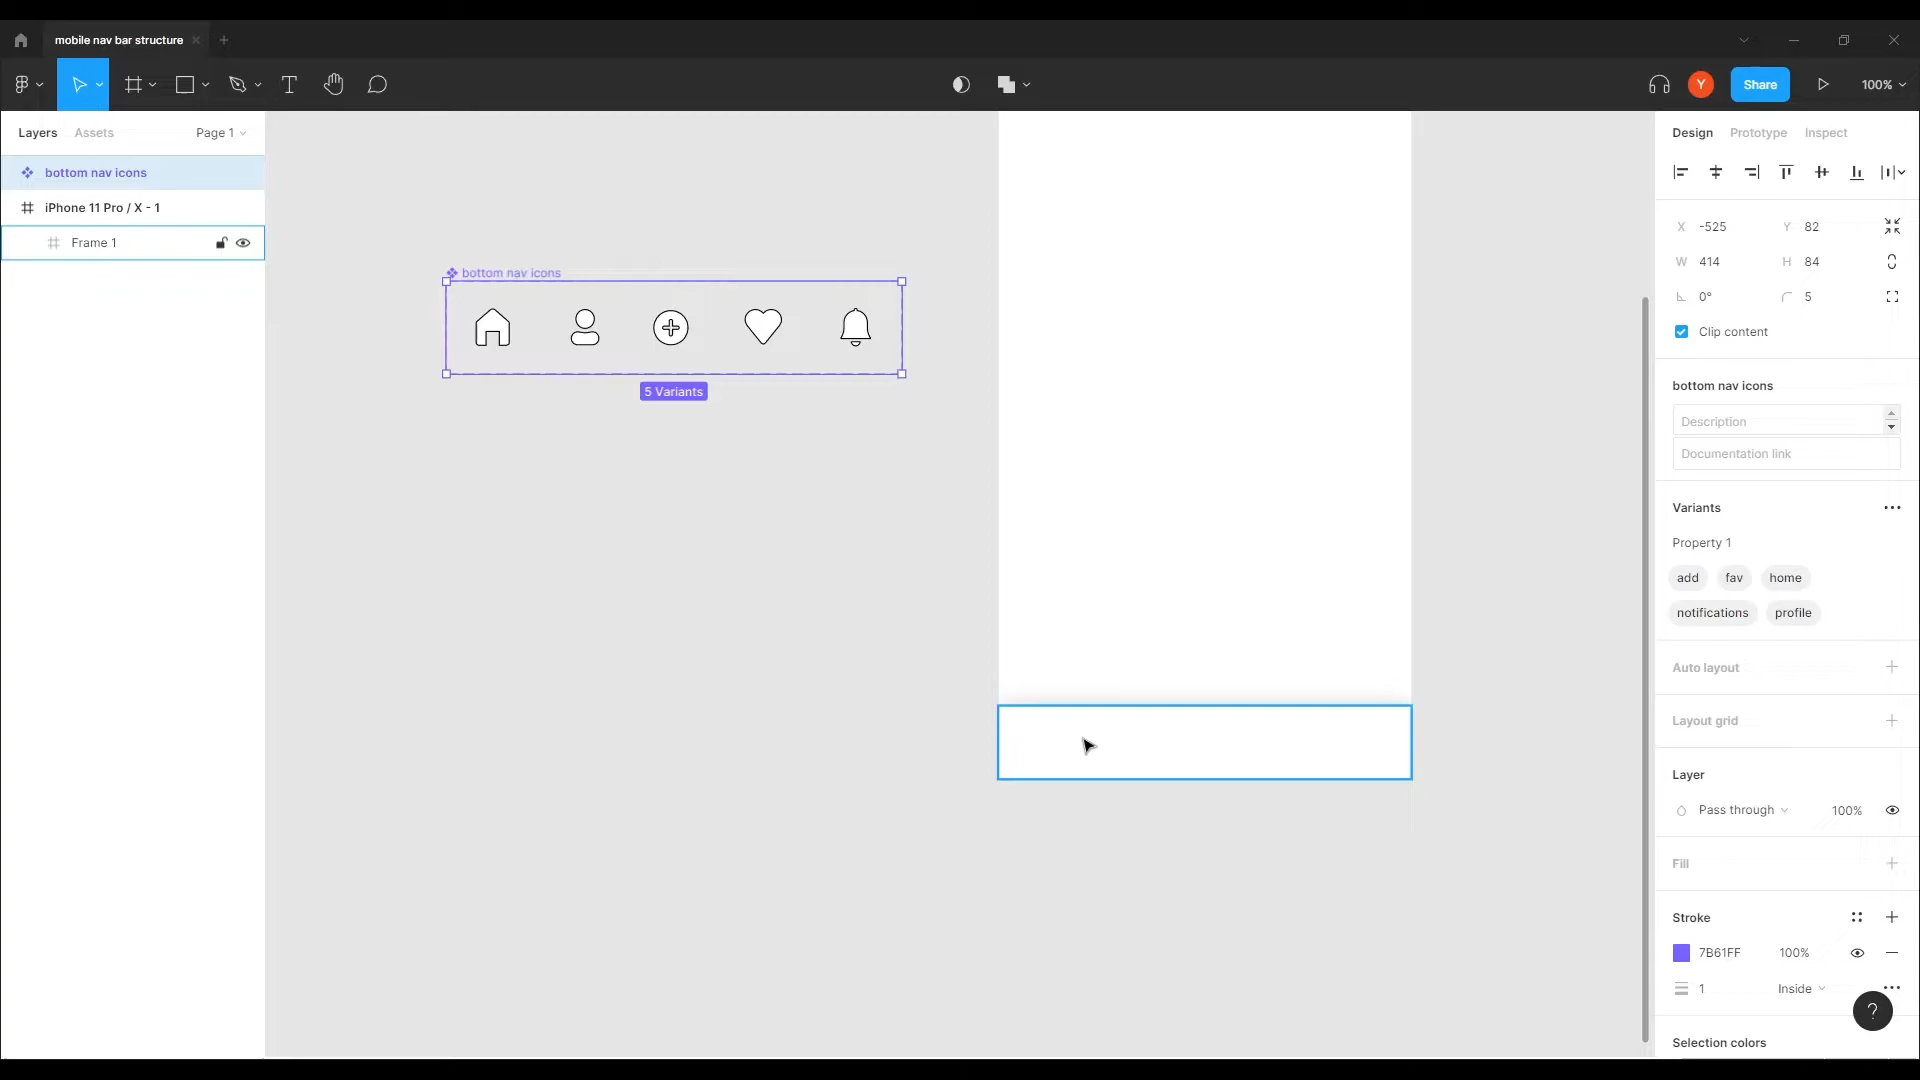 mobile nav bar structure
Y
Share
100%
Layers
Assets
Page 1
bottom nav icons
iPhone 11 Pro / X - 1
Frame 1
bottom nav icons
5 Variants
Design
Prototype
Inspect
X -525
Y 82
W 414
H 84
0°
5
Clip content
bottom nav icons
Description
Documentation link
Variants
Property 1
add
fav
home
notifications
profile
Auto layout
Layout grid
Layer
Pass through
100%
Fill
Stroke
7B61FF
100%
1
Inside
?
Selection colors